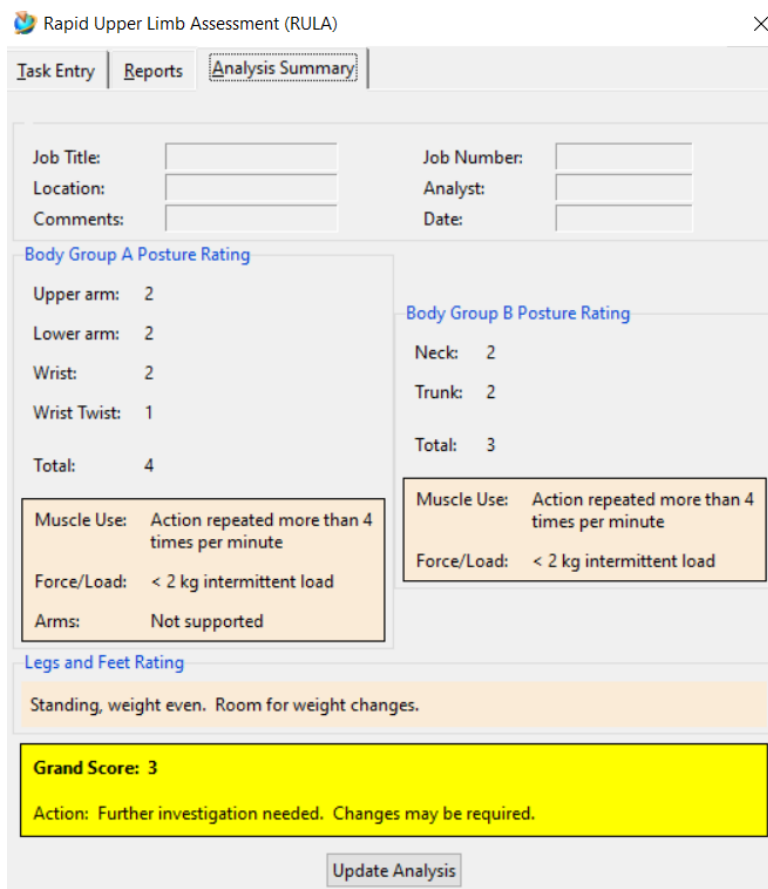 Rapid Upper Limb Assessment (RULA)
Task Entry
Reports
Analysis Summary
Job Title:
Job Number:
Location:
Analyst:
Comments:
Date:
Body Group A Posture Rating
Upper arm: 2
Lower arm: 2
Wrist: 2
Wrist Twist: 1
Total: 4
Muscle Use: Action repeated more than 4
times per minute
Force/Load: < 2 kg intermittent load
Arms: Not supported
Body Group B Posture Rating
Neck: 2
Trunk: 2
Total: 3
Muscle Use: Action repeated more than 4
times per minute
Force/Load: < 2 kg intermittent load
Legs and Feet Rating
Standing, weight even. Room for weight changes.
Grand Score: 3
Action: Further investigation needed. Changes may be required.
Update Analysis